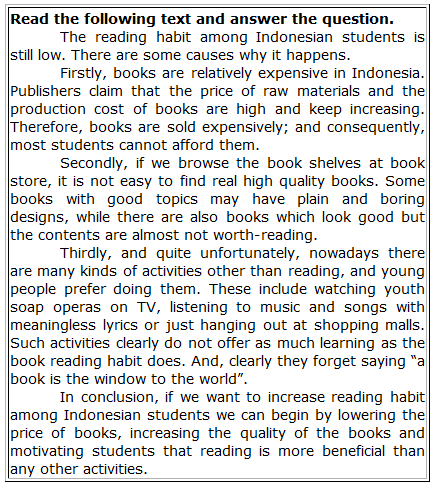 Read the following text and answer the question.
The reading habit among Indonesian students is
still low. There are some causes why it happens.
Firstly, books are relatively expensive in Indonesia.
Publishers claim that the price of raw materials and the
production cost of books are high and keep increasing.
Therefore, books are sold expensively; and consequently,
most students cannot afford them.
Secondly, if we browse the book shelves at book
store, it is not easy to find real high quality books. Some
books with good topics may have plain and boring
designs, while there are also books which look good but
the contents are almost not worth-reading.
Thirdly, and quite unfortunately, nowadays there
are many kinds of activities other than reading, and young
people prefer doing them. These include watching youth
soap operas on TV, listening to music and songs with
meaningless lyrics or just hanging out at shopping malls.
Such activities clearly do not offer as much learning as the
book reading habit does. And, clearly they forget saying “a
book is the window to the world”.
In conclusion, if we want to increase reading habit
among Indonesian students we can begin by lowering the
price of books, increasing the quality of the books and
motivating students that reading is more beneficial than
any other activities.